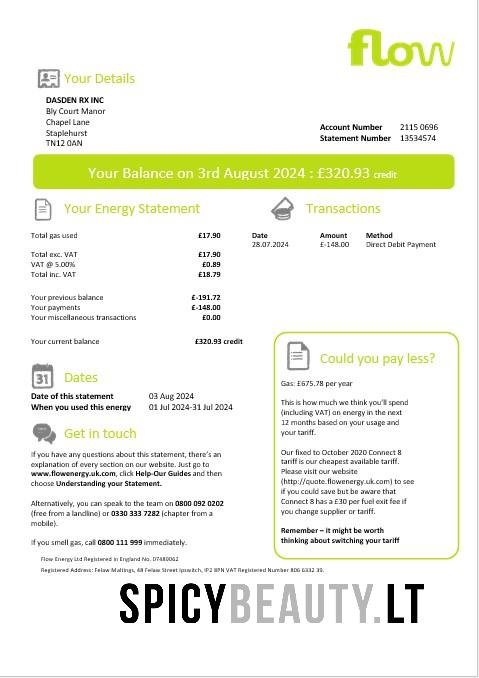 flow
Your Details
DASDEN RX INC
Bly Court Manor
Chapel Lane
Staplehurst
TN12 0AN
Account Number 2115 0696
Statement Number 13534574
Your Balance on 3rd August 2024 : £320.93 credit
Your Energy Statement
Total gas used £17.90
Total exc. VAT £17.90
VAT @ 5.00% £0.89
Total inc. VAT £18.79
Your previous balance £-191.72
Your payments £-148.00
Your miscellaneous transactions £0.00
Your current balance £320.93 credit
Transactions
Date Amount Method
28.07.2024 £-148.00 Direct Debit Payment
31
Dates
Date of this statement 03 Aug 2024
When you used this energy 01 Jul 2024-31 Jul 2024
Get in touch
If you have any questions about this statement, there's an
explanation of every section on our website. Just go to
www.flowenergy.uk.com, click Help-Our Guides and then
choose Understanding your Statement.
Alternatively, you can speak to the team on 0800 092 0202
(free from a landline) or 0330 333 7282 (chapter from a
mobile).
If you smell gas, call 0800 111 999 immediately.
Could you pay less?
Gas: £675.78 per year
This is how much we think you'll spend
(including VAT) on energy in the next
12 months based on your usage and
your tariff.
Our fixed to October 2020 Connect 8
tariff is our cheapest available tariff.
Please visit our website
(http://quote.flowenergy.uk.com) to see
if you could save but be aware that
Connect 8 has a £30 per fuel exit fee if
you change supplier or tariff.
Remember – it might be worth
thinking about switching your tariff
Flow Energy Ltd Registered in England No. 07489062
Registered Address: Felaw Maltings, 48 Felaw Street Ipswitch, IP2 8PN VAT Registered Number 806 6332 39.
SPICYBEAUTY.LT